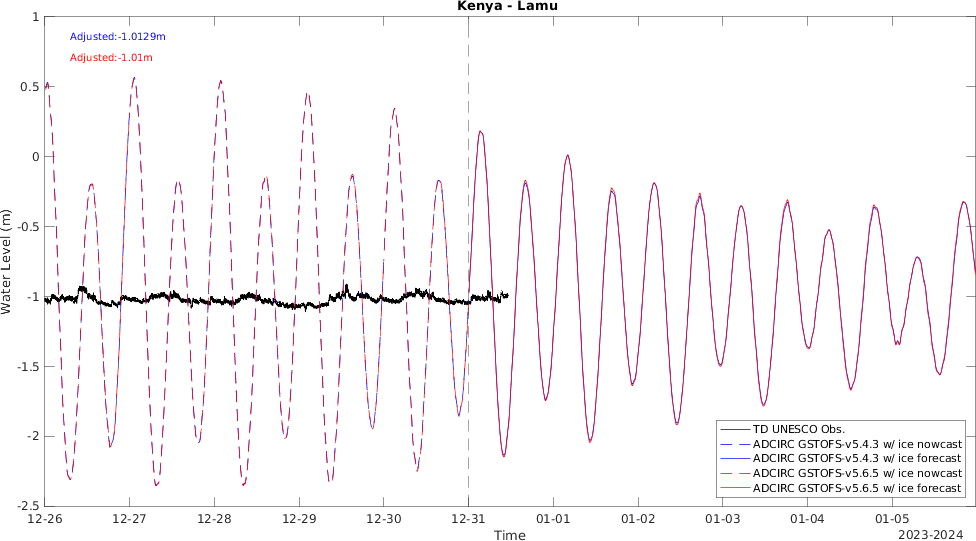 Kenya - Lamu
Adjusted:-1.0129m
Adjusted:-1.01m
1
0.5
0
-0.5
-1
-1.5
-2
-2.5
Water Level (m)
12-26 12-27 12-28 12-29 12-30 12-31 01-01 01-02 01-03 01-04 01-05
Time
2023-2024
TD UNESCO Obs.
ADCIRC GSTOFS-v5.4.3 w/ ice nowcast
ADCIRC GSTOFS-v5.4.3 w/ ice forecast
ADCIRC GSTOFS-v5.6.5 w/ ice nowcast
ADCIRC GSTOFS-v5.6.5 w/ ice forecast